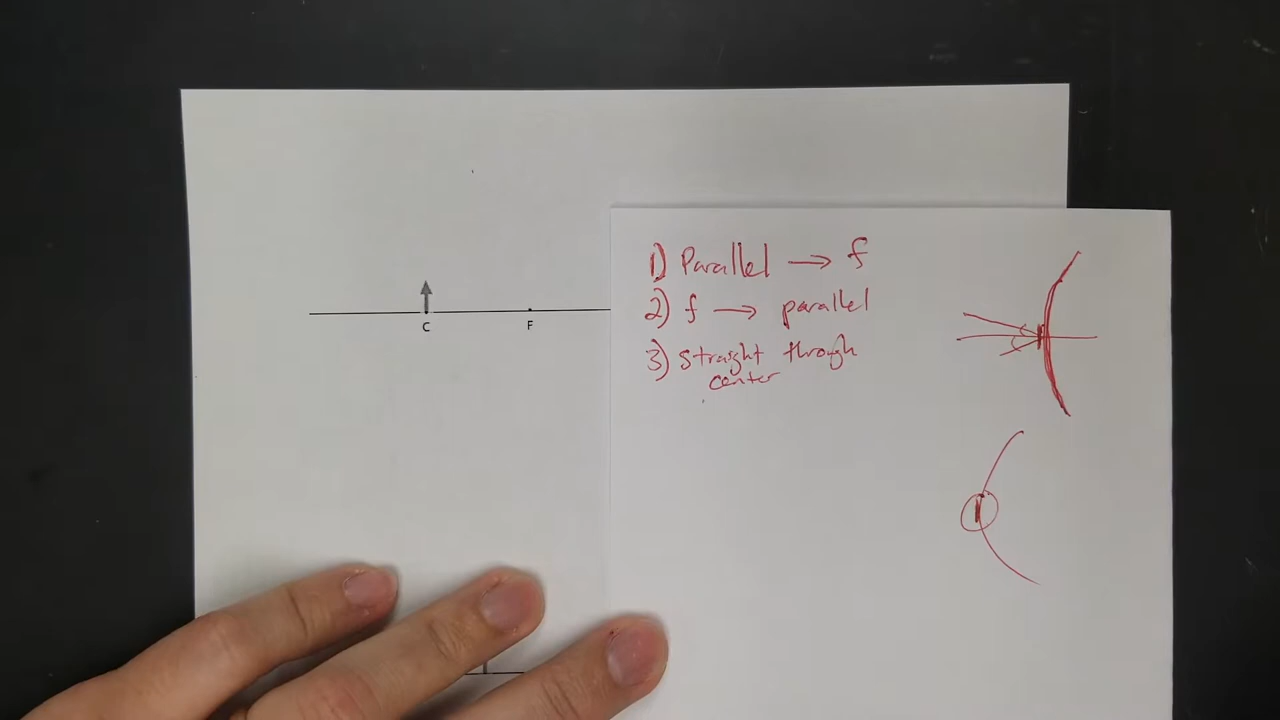 1) Parallel → f
2) f → parallel
3) Straight through
center
C
F